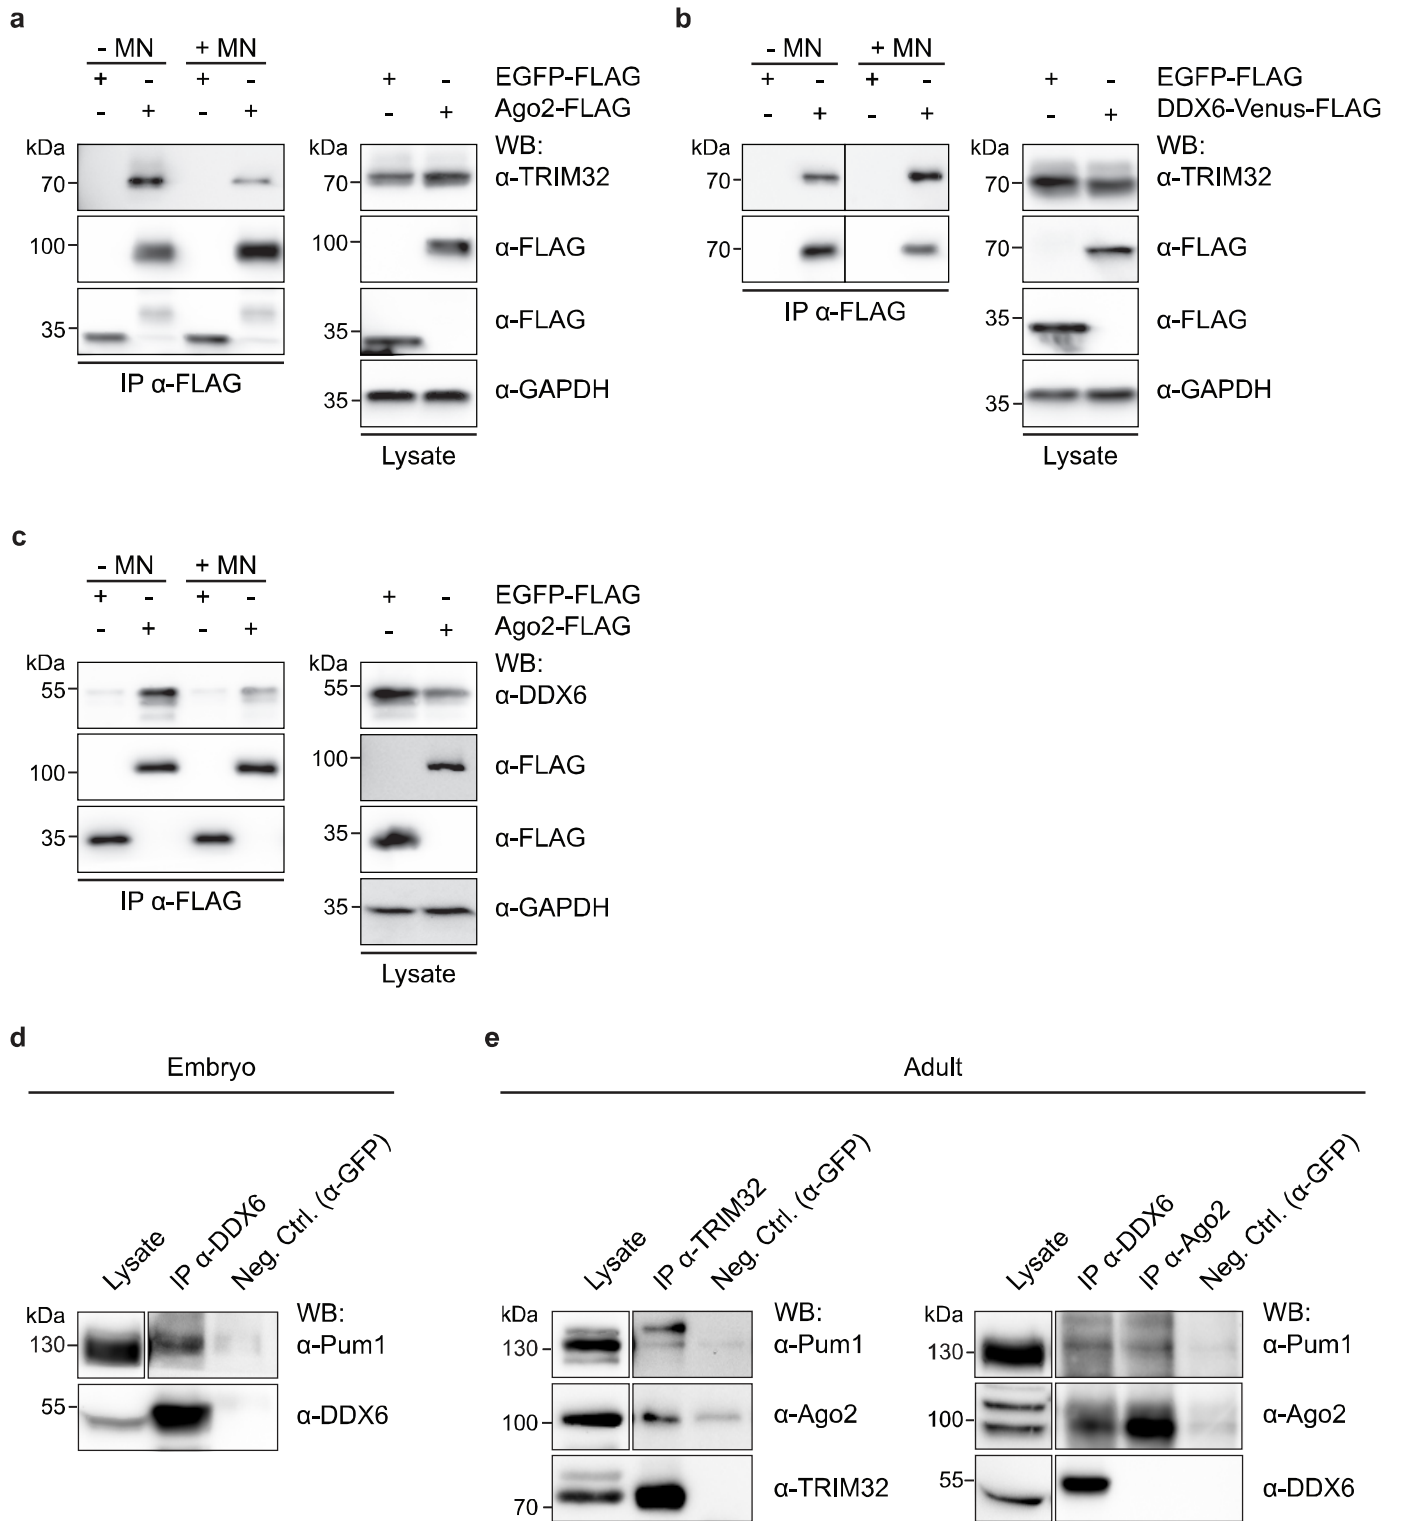 a
- MN + MN
+ - + - + - EGFP-FLAG
- + - + - + Ago2-FLAG
kDa kDa WB:
70 70 α-TRIM32
100 100 α-FLAG
35 35 α-FLAG
IP α-FLAG
35 α-GAPDH
Lysate
b
- MN + MN
+ - + - + - EGFP-FLAG
- + - + - + DDX6-Venus-FLAG
kDa kDa WB:
70 70 α-TRIM32
70 70 α-FLAG
IP α-FLAG
35 α-FLAG
35 α-GAPDH
Lysate
c
- MN + MN
+ - + - + - EGFP-FLAG
- + - + - + Ago2-FLAG
kDa kDa WB:
55 55 α-DDX6
100 100 α-FLAG
35 35 α-FLAG
IP α-FLAG
35 α-GAPDH
Lysate
d
Embryo
Lysate
IP α-DDX6
Neg. Ctrl. (α-GFP)
kDa WB:
130 α-Pum1
55 α-DDX6
e
Adult
Lysate
IP α-TRIM32
Neg. Ctrl. (α-GFP)
kDa WB:
130 α-Pum1
100 α-Ago2
70 α-TRIM32
Lysate
IP α-DDX6
IP α-Ago2
Neg. Ctrl. (α-GFP)
kDa WB:
130 α-Pum1
100 α-Ago2
55 α-DDX6